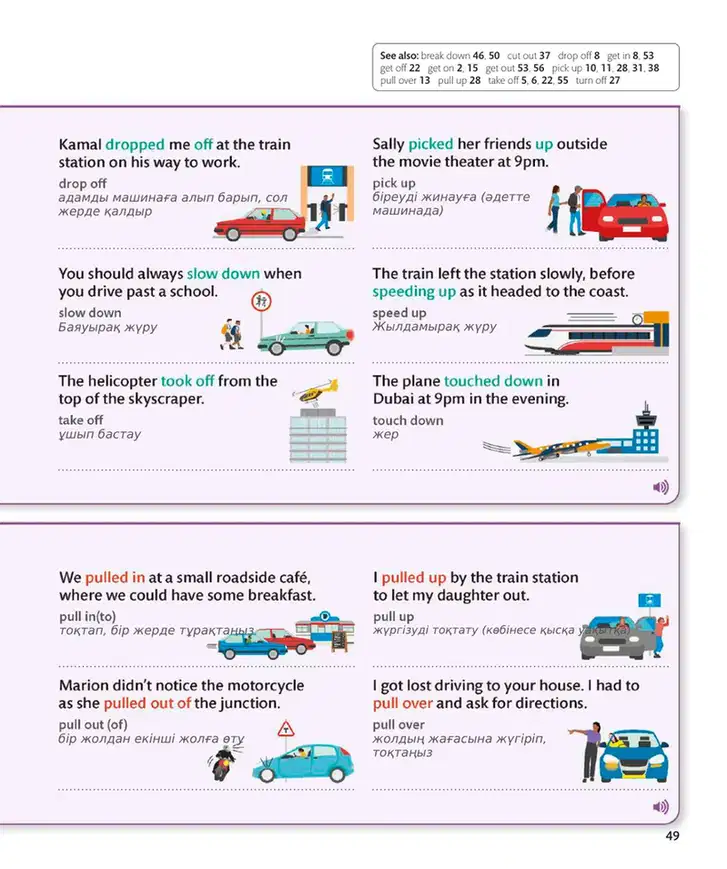 See also: break down 46, 50 cut out 37 drop off 8 get in 8, 53
get off 22 get on 2, 15 get out 53, 56 pick up 10, 11, 28, 31, 38
pull over 13 pull up 28 take off 5, 6, 22, 55 turn off 27
Kamal dropped me off at the train
station on his way to work.
drop off
адамды машинаға алып барып, сол
жерде қалдыр
Sally picked her friends up outside
the movie theater at 9pm.
pick up
біреуді жинауға (әдетте
машинада)
You should always slow down when
you drive past a school.
slow down
Баяуырақ жүру
The train left the station slowly, before
speeding up as it headed to the coast.
speed up
Жылдамырақ жүру
The helicopter took off from the
top of the skyscraper.
take off
ұшып бастау
The plane touched down in
Dubai at 9pm in the evening.
touch down
жер
We pulled in at a small roadside café,
where we could have some breakfast.
pull in(to)
тоқтап, бір жерде тұрақтаңыз
I pulled up by the train station
to let my daughter out.
pull up
жүргізуді тоқтату (көбінесе қысқа уақытқа)
Marion didn't notice the motorcycle
as she pulled out of the junction.
pull out (of)
бір жолдан екінші жолға өту
I got lost driving to your house. I had to
pull over and ask for directions.
pull over
жолдың жағасына жүгіріп,
тоқтаңыз
49